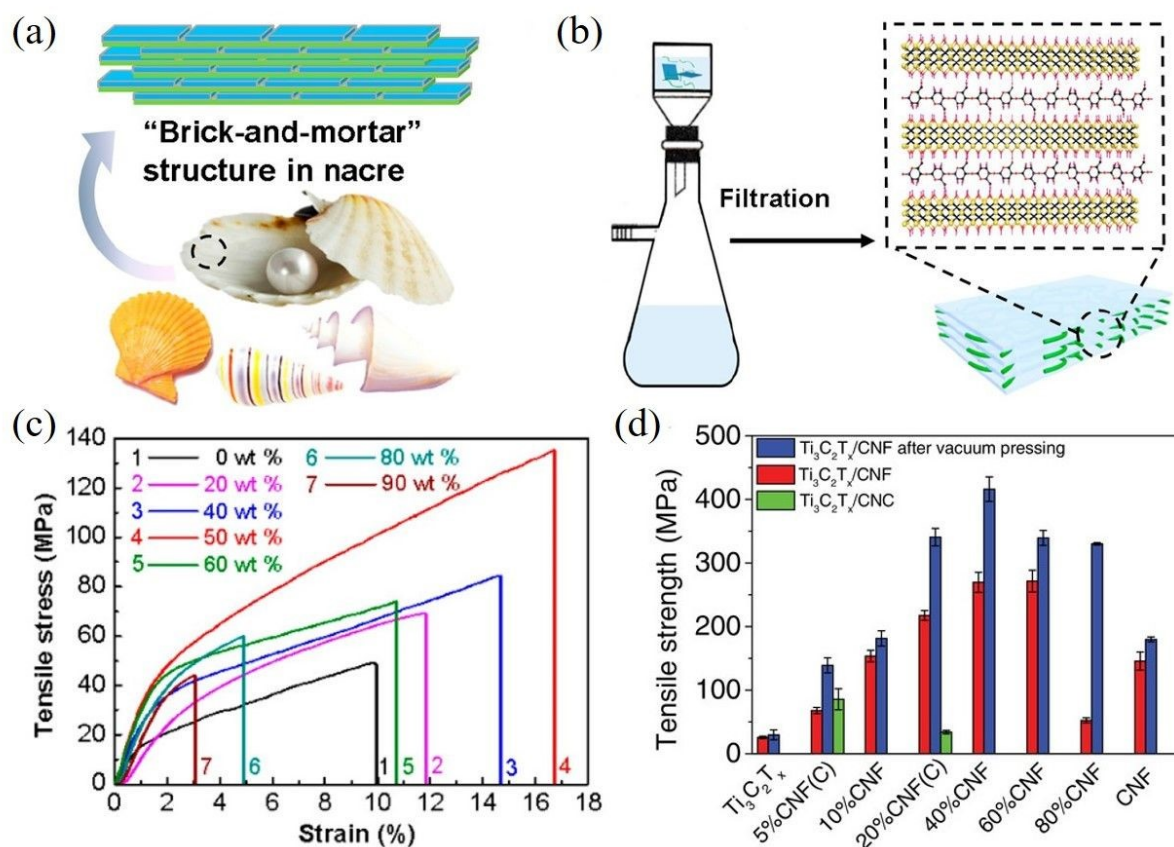 (a)
“Brick-and-mortar”
structure in nacre
(b)
Filtration
(c)
Tensile stress (MPa)
140
120
100
80
60
40
20
0
1 — 0 wt % 6 — 80 wt %
2 — 20 wt % 7 — 90 wt %
3 — 40 wt %
4 — 50 wt %
5 — 60 wt %
7 6 1 5 2 3 4
0 2 4 6 8 10 12 14 16 18
Strain (%)
(d)
Tensile strength (MPa)
500
400
300
200
100
0
Ti₃C₂Tₓ/CNF after vacuum pressing
Ti₃C₂Tₓ/CNF
Ti₃C₂Tₓ/CNC
Ti₃C₂Tₓ
5%CNF(C)
10%CNF
20%CNF(C)
40%CNF
60%CNF
80%CNF
CNF